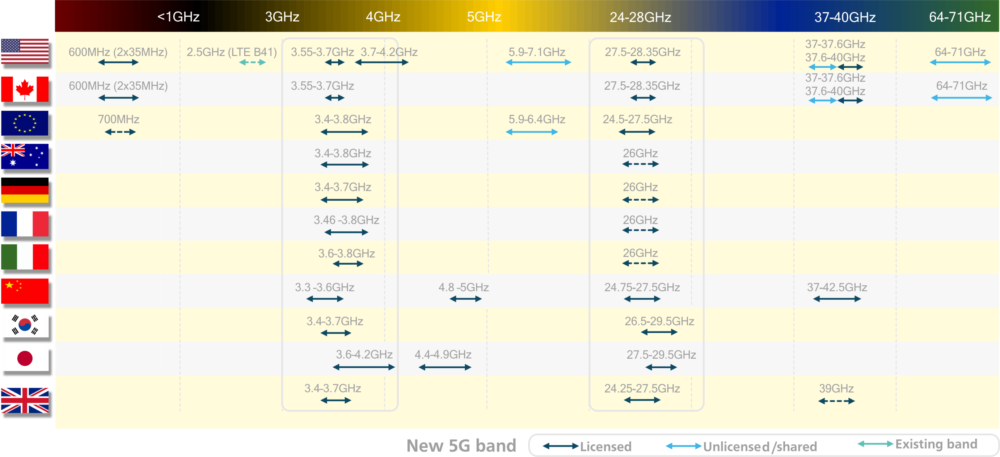 <1GHz 3GHz 4GHz 5GHz 24-28GHz 37-40GHz 64-71GHz
600MHz (2x35MHz) 2.5GHz (LTE B41) 3.55-3.7GHz 3.7-4.2GHz 5.9-7.1GHz 27.5-28.35GHz 37-37.6GHz 64-71GHz
37.6-40GHz
600MHz (2x35MHz) 3.55-3.7GHz 27.5-28.35GHz 37-37.6GHz 64-71GHz
37.6-40GHz
700MHz 3.4-3.8GHz 5.9-6.4GHz 24.5-27.5GHz
3.4-3.8GHz 26GHz
3.4-3.7GHz 26GHz
3.46 -3.8GHz 26GHz
3.6-3.8GHz 26GHz
3.3 -3.6GHz 4.8 -5GHz 24.75-27.5GHz 37-42.5GHz
3.4-3.7GHz 26.5-29.5GHz
3.6-4.2GHz 4.4-4.9GHz 27.5-29.5GHz
3.4-3.7GHz 24.25-27.5GHz 39GHz
New 5G band Licensed Unlicensed/shared Existing band